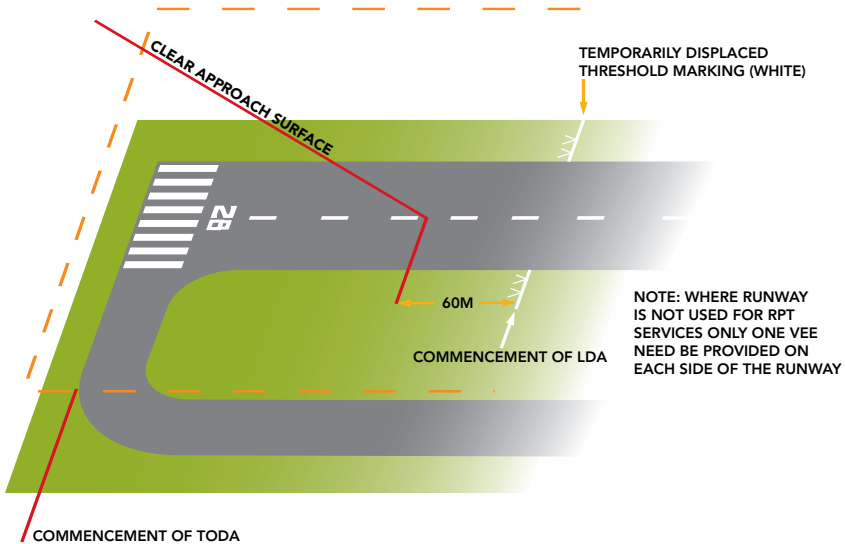 CLEAR APPROACH SURFACE
TEMPORARILY DISPLACED
THRESHOLD MARKING (WHITE)
28
60M
COMMENCEMENT OF LDA
NOTE: WHERE RUNWAY
IS NOT USED FOR RPT
SERVICES ONLY ONE VEE
NEED BE PROVIDED ON
EACH SIDE OF THE RUNWAY
COMMENCEMENT OF TODA